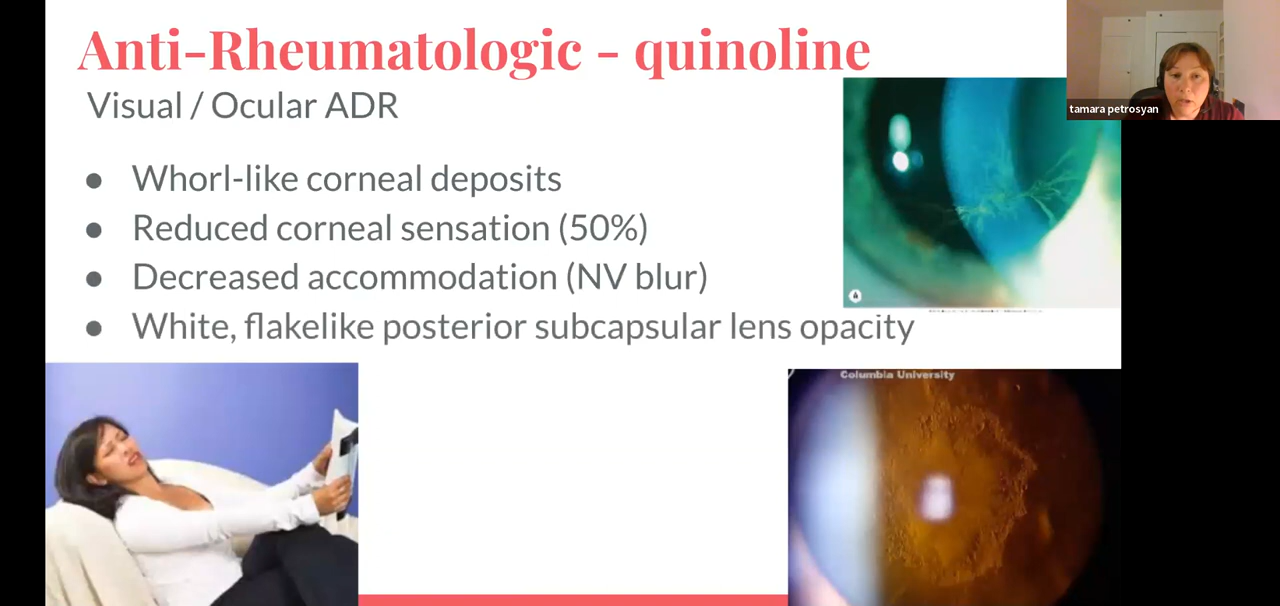 Anti-Rheumatologic - quinoline
tamara petrosyan
Visual / Ocular ADR
● Whorl-like corneal deposits
● Reduced corneal sensation (50%)
● Decreased accommodation (NV blur)
● White, flakelike posterior subcapsular lens opacity
Columbia University